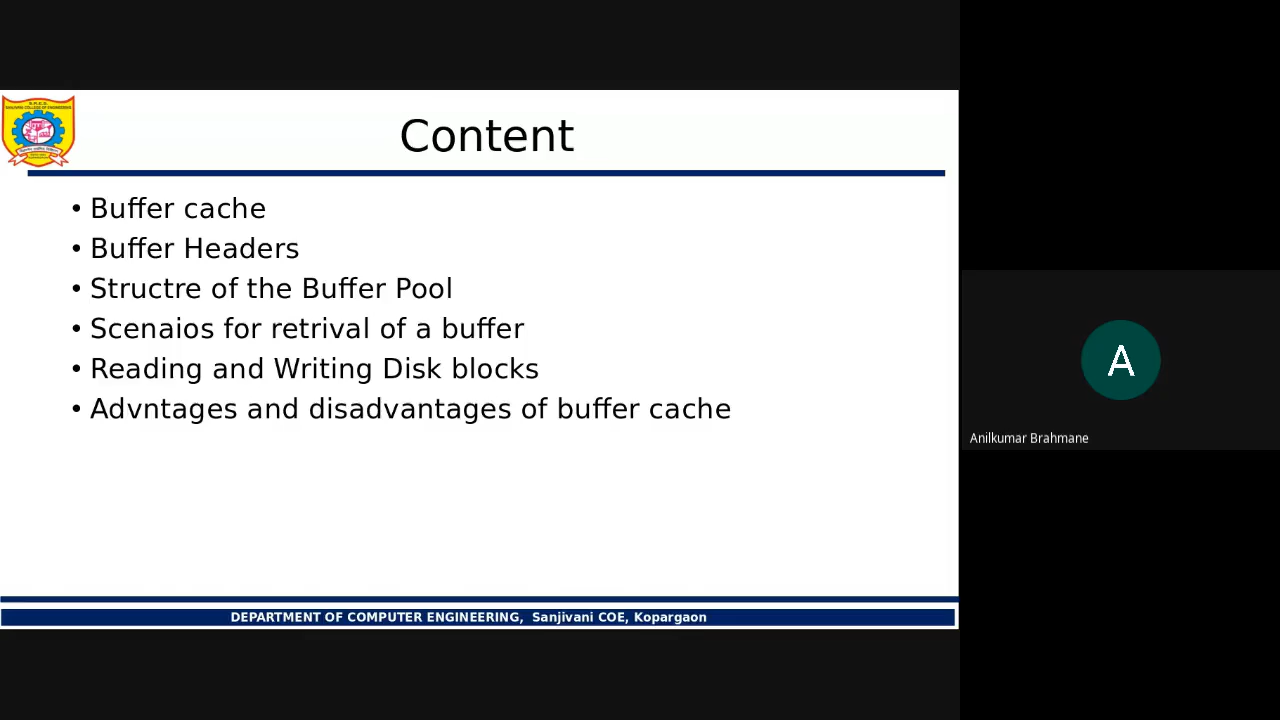 Content
• Buffer cache
• Buffer Headers
• Structre of the Buffer Pool
• Scenaios for retrival of a buffer
• Reading and Writing Disk blocks
• Advntages and disadvantages of buffer cache
DEPARTMENT OF COMPUTER ENGINEERING, Sanjivani COE, Kopargaon
A
Anilkumar Brahmane